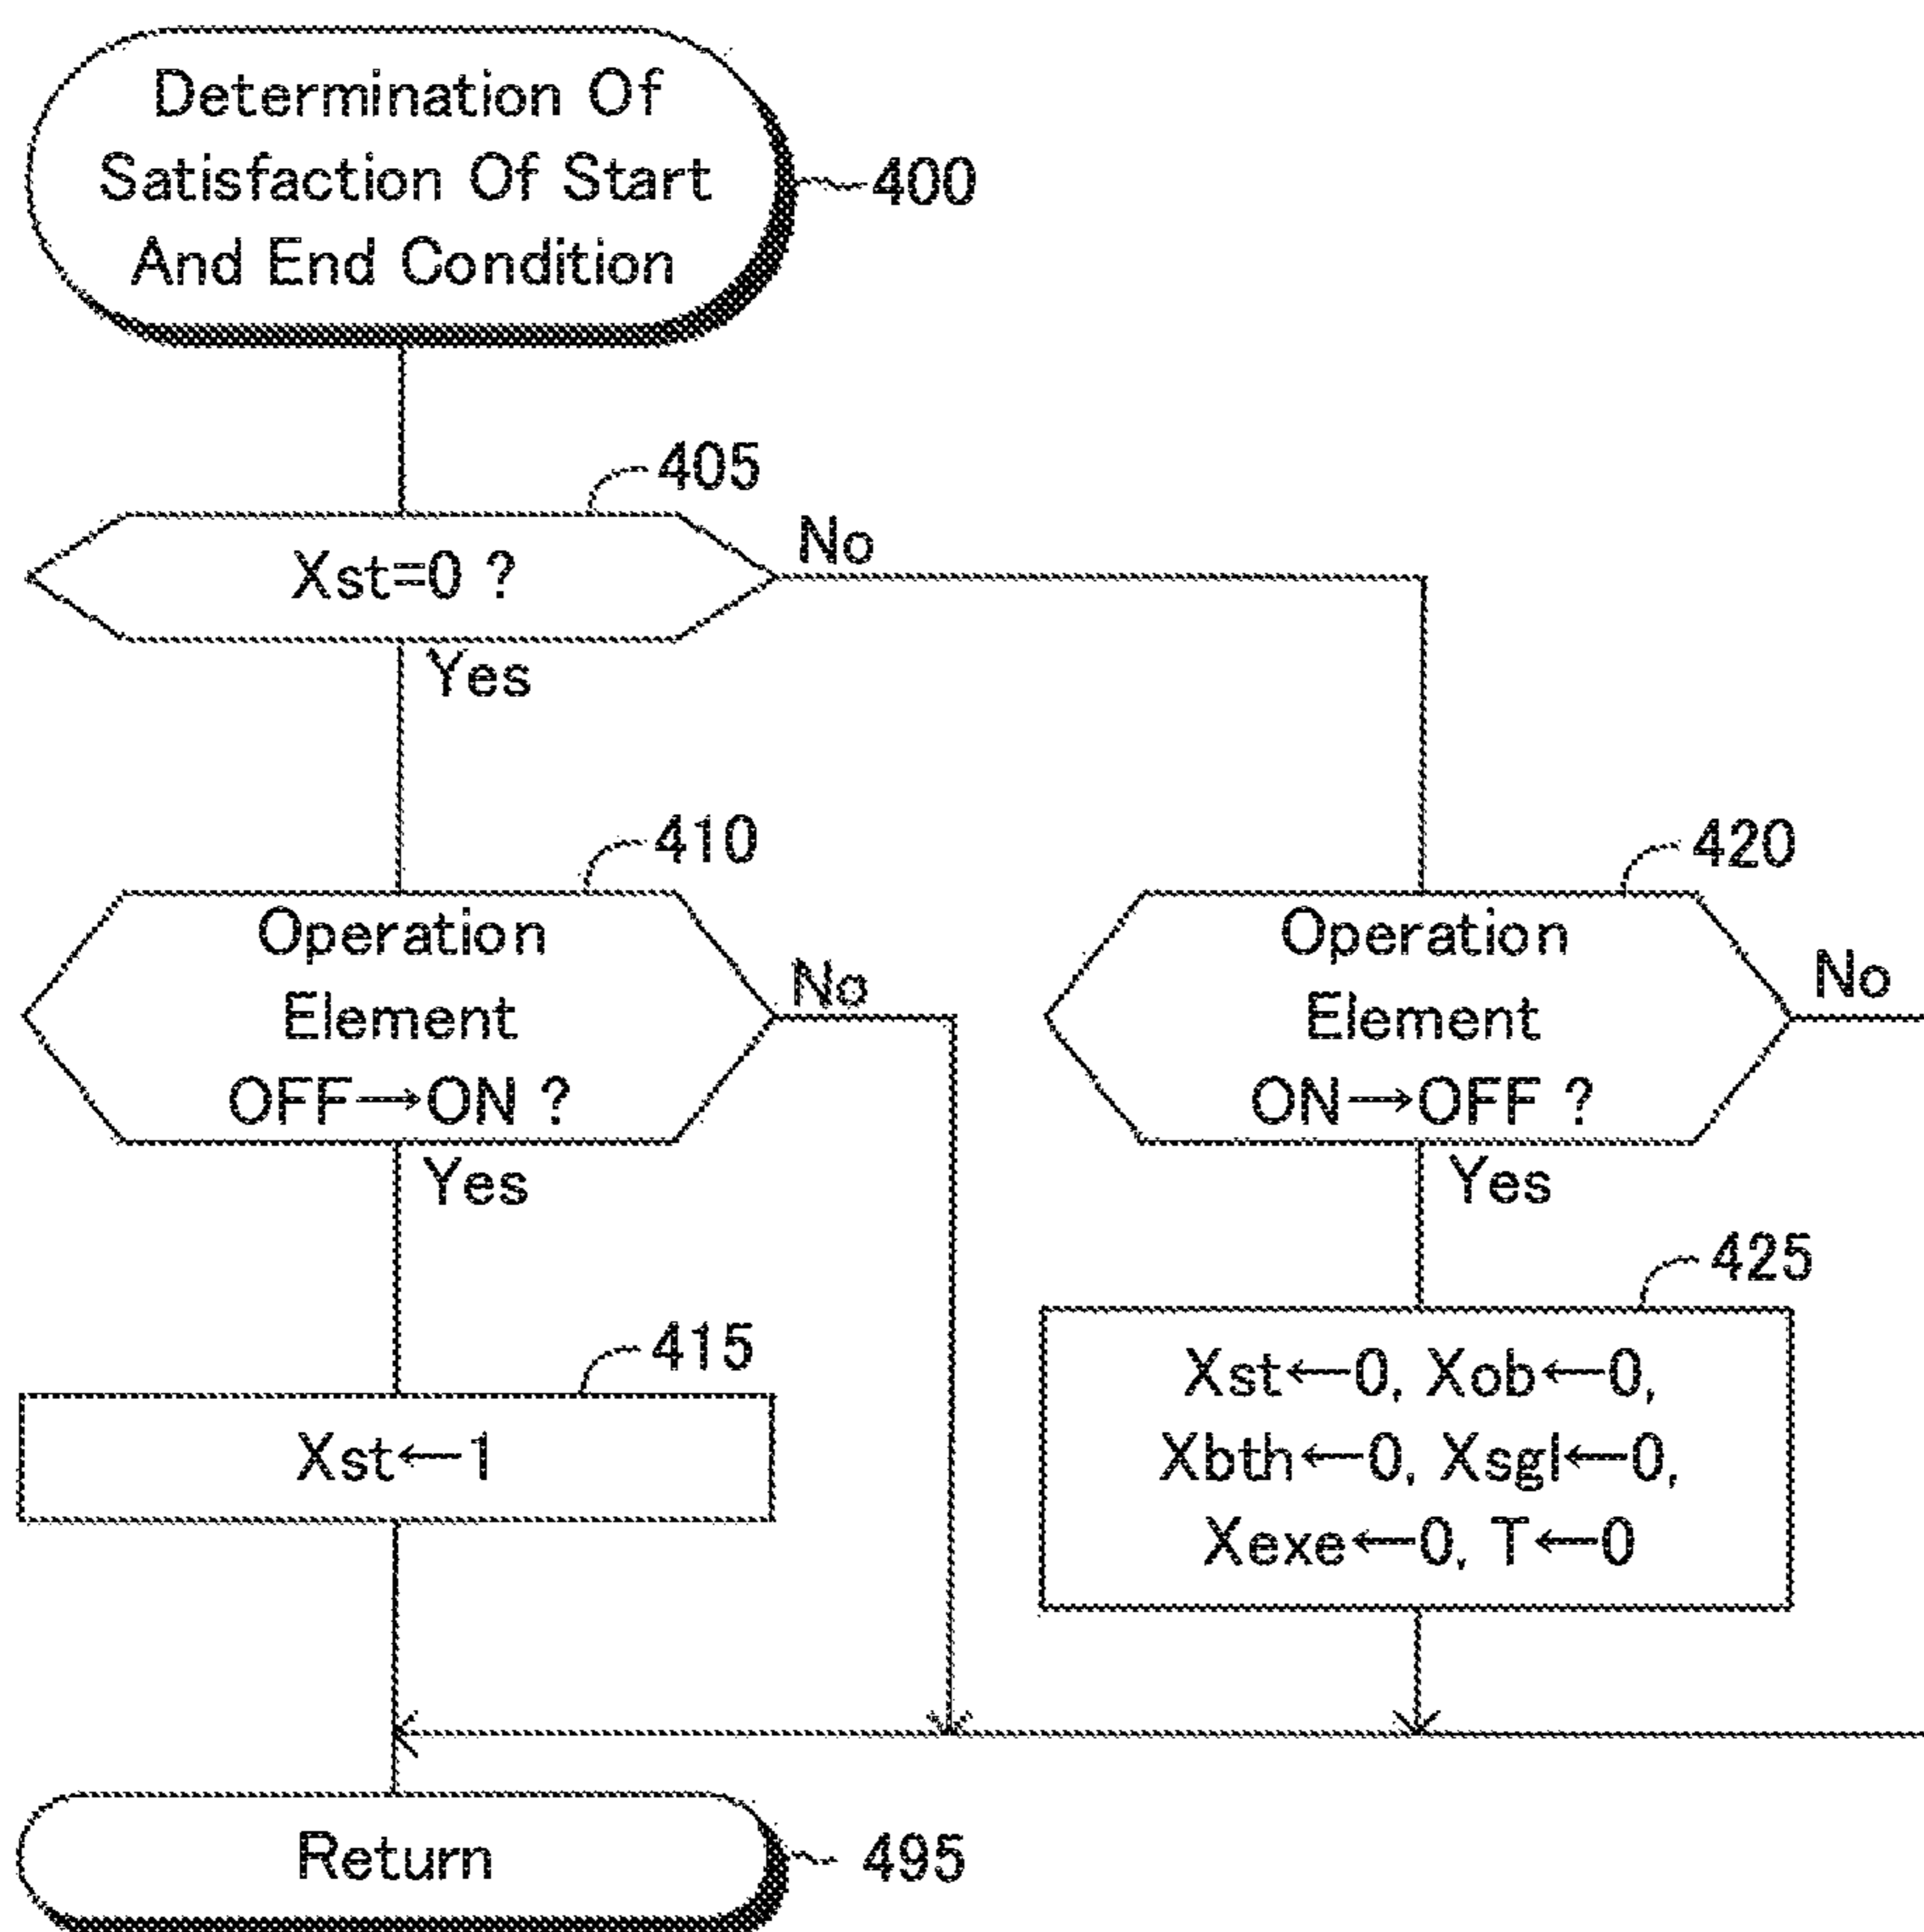 Determination Of
Satisfaction Of Start
And End Condition
400
405
Xst=0 ?
No
Yes
410
Operation
Element
OFF→ON ?
No
Yes
420
Operation
Element
ON→OFF ?
No
Yes
415
Xst←1
425
Xst←0, Xob←0,
Xbth←0, Xsgl←0,
Xexe←0, T←0
Return
495